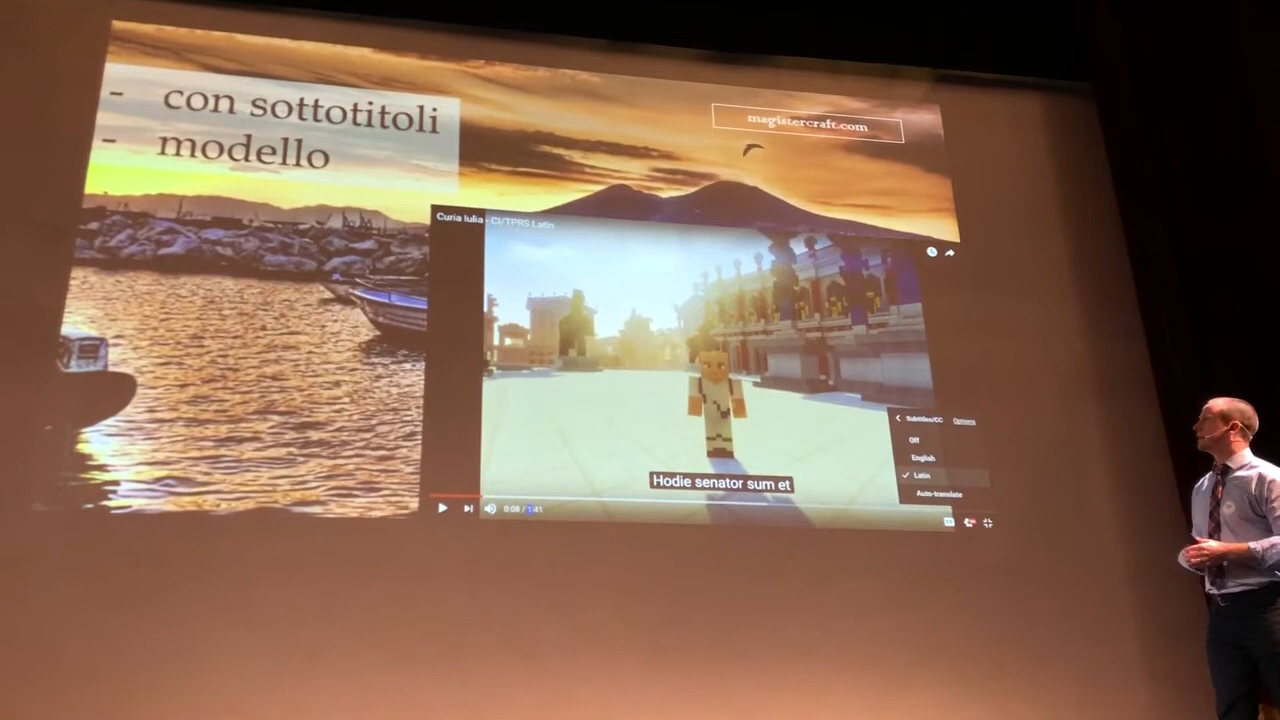 - con sottotitoli
- modello
magistercraft.com
Curia Iulia - CI/TPRS Latin
Subtitles/CC Options
Off
English
Latin
Auto-translate
Hodie senator sum et
0:08 / 1:41